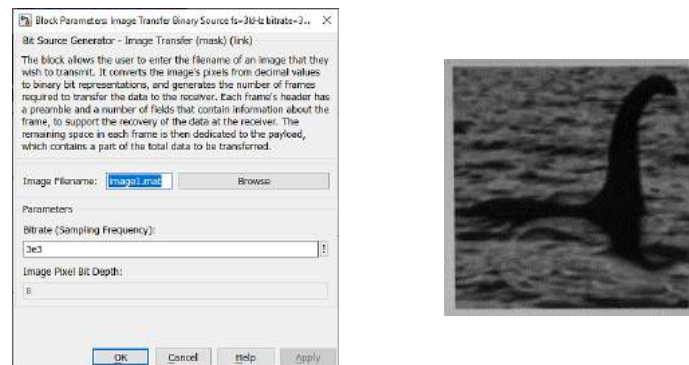 Block Parameters: Image Transfer Binary Source fs=3kHz bitrate=3...
Bit Source Generator - Image Transfer (mask) (link)
The block allows the user to enter the filename of an image that they
wish to transmit. It converts the image's pixels from decimal values
to binary bit representations, and generates the number of frames
required to transfer the data to the receiver. Each frame's header has
a preamble and a number of fields that contain information about the
frame, to support the recovery of the data at the receiver. The
remaining space in each frame is then dedicated to the payload,
which contains a part of the total data to be transferred.
Image Filename: image1.mat Browse
Parameters
Bitrate (Sampling Frequency):
3e3
Image Pixel Bit Depth:
8
OK Cancel Help Apply